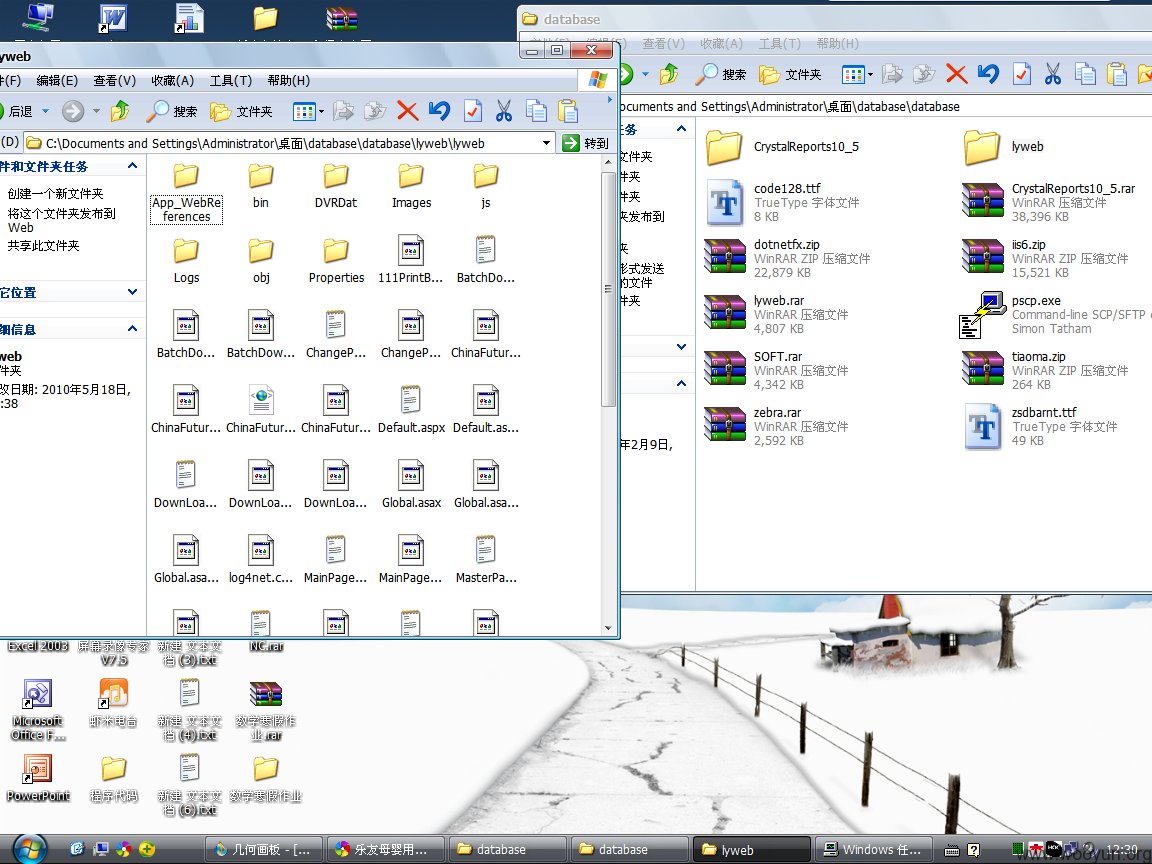 database
查看(V) 收藏(A) 工具(T) 帮助(H)
搜索 文件夹
ocuments and Settings\Administrator\桌面\database\database
CrystalReports10_5
lyweb
code128.ttf
TrueType 字体文件
8 KB
CrystalReports10_5.rar
WinRAR 压缩文件
38,396 KB
dotnetfx.zip
WinRAR ZIP 压缩文件
22,879 KB
iis6.zip
WinRAR ZIP 压缩文件
15,521 KB
lyweb.rar
WinRAR 压缩文件
4,807 KB
pscp.exe
Command-line SCP/SFTP
Simon Tatham
SOFT.rar
WinRAR 压缩文件
4,342 KB
tiaoma.zip
WinRAR ZIP 压缩文件
264 KB
zebra.rar
WinRAR 压缩文件
2,592 KB
zsdbarnt.ttf
TrueType 字体文件
49 KB
任务
文件夹
件夹
夹发布到
夹
形式发送
的文件
件夹
年2月9日,
yweb
件(F) 编辑(E) 查看(V) 收藏(A) 工具(T) 帮助(H)
后退 搜索 文件夹
(D) C:\Documents and Settings\Administrator\桌面\database\database\lyweb\lyweb 转到
件和文件夹任务
创建一个新文件夹
将这个文件夹发布到
Web
共享此文件夹
它位置
细信息
web
件夹
改日期: 2010年5月18日,
:38
App_WebRe
ferences
bin
DVRDat
Images
js
Logs
obj
Properties
111PrintB...
BatchDo...
BatchDo...
BatchDow...
ChangeP...
ChangeP...
ChinaFutur...
ChinaFutur...
ChinaFutur...
ChinaFutur...
Default.aspx
Default.as...
DownLoa...
DownLoa...
DownLoa...
Global.asax
Global.asa...
Global.asa...
log4net.c...
MainPage...
MainPage...
MasterPa...
Excel 2003
屏幕录像专家
V7.5
新建 文本文
档 (3).txt
NC.rar
Microsoft
Office F...
虾米电台
新建 文本文
档 (4).txt
数学寒假作
业.rar
PowerPoint
程序代码
新建 文本文
档 (6).txt
数学寒假作业
几何画板 - [...
乐友母婴用...
database
database
lyweb
Windows 任...
12:30
www.wooyun.org